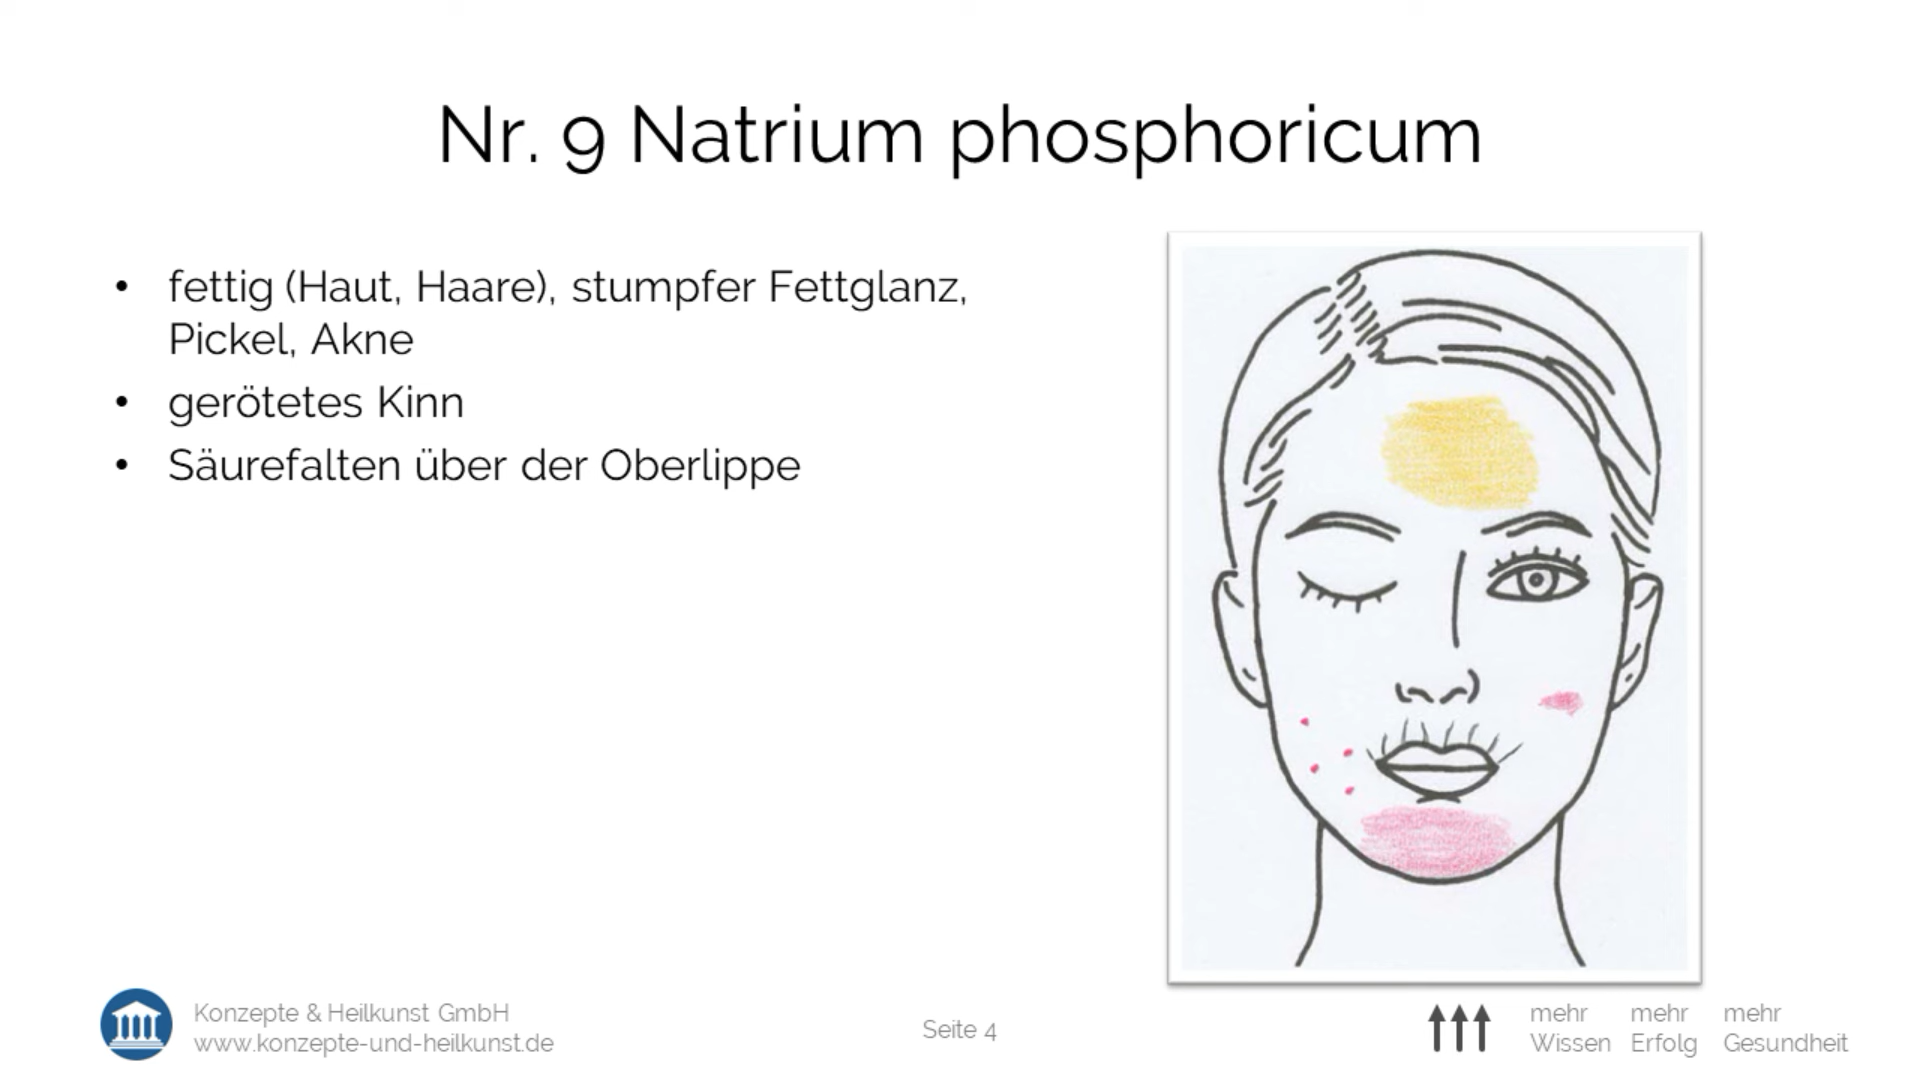 Nr. 9 Natrium phosphoricum
• fettig (Haut, Haare), stumpfer Fettglanz,
Pickel, Akne
• gerötetes Kinn
• Säurefalten über der Oberlippe
Konzepte & Heilkunst GmbH
www.konzepte-und-heilkunst.de
Seite 4
mehr Wissen
mehr Erfolg
mehr Gesundheit